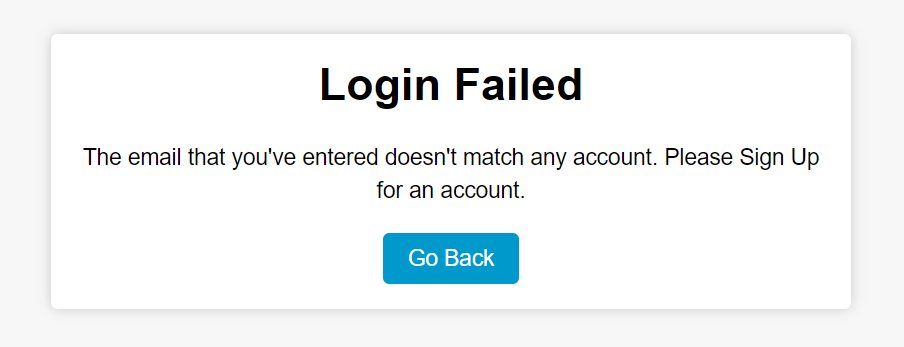 Login Failed
The email that you've entered doesn't match any account. Please Sign Up
for an account.
Go Back